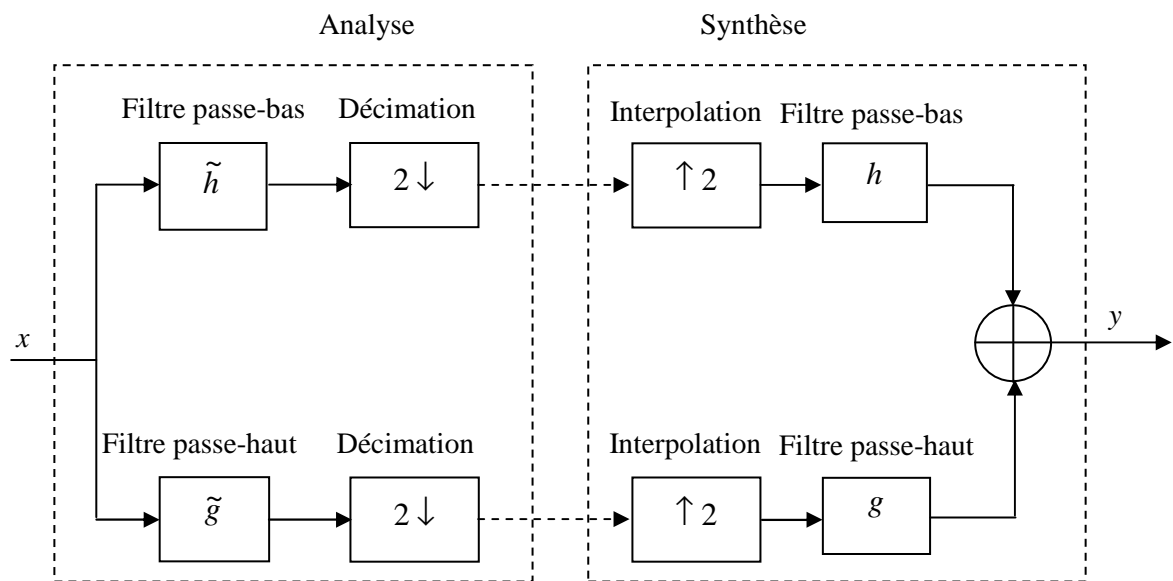 Analyse Synthèse
Filtre passe-bas Décimation Interpolation Filtre passe-bas
h̃ 2 ↓ ↑ 2 h
x y
Filtre passe-haut Décimation Interpolation Filtre passe-haut
g̃ 2 ↓ ↑ 2 g